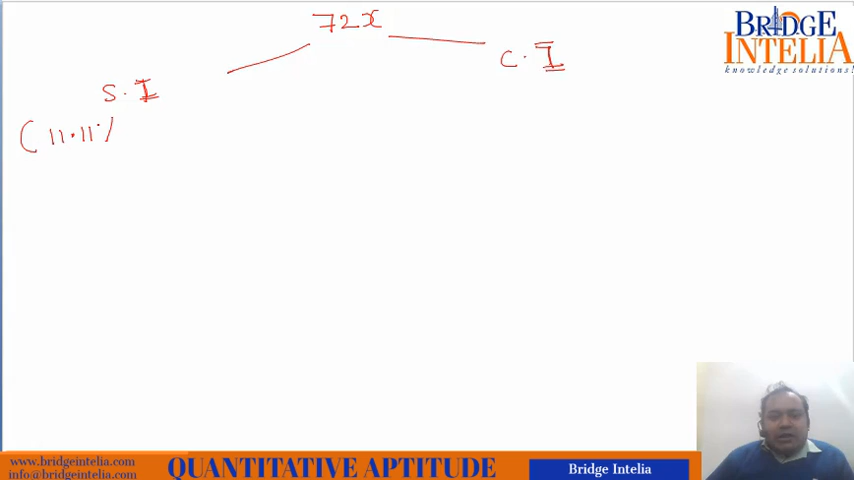 72x
S.I
C.I
(11.11%
BRIDGE
INTELIA
knowledge solutions!
www.bridgeintelia.com
info@bridgeintelia.com
QUANTITATIVE APTITUDE
Bridge Intelia